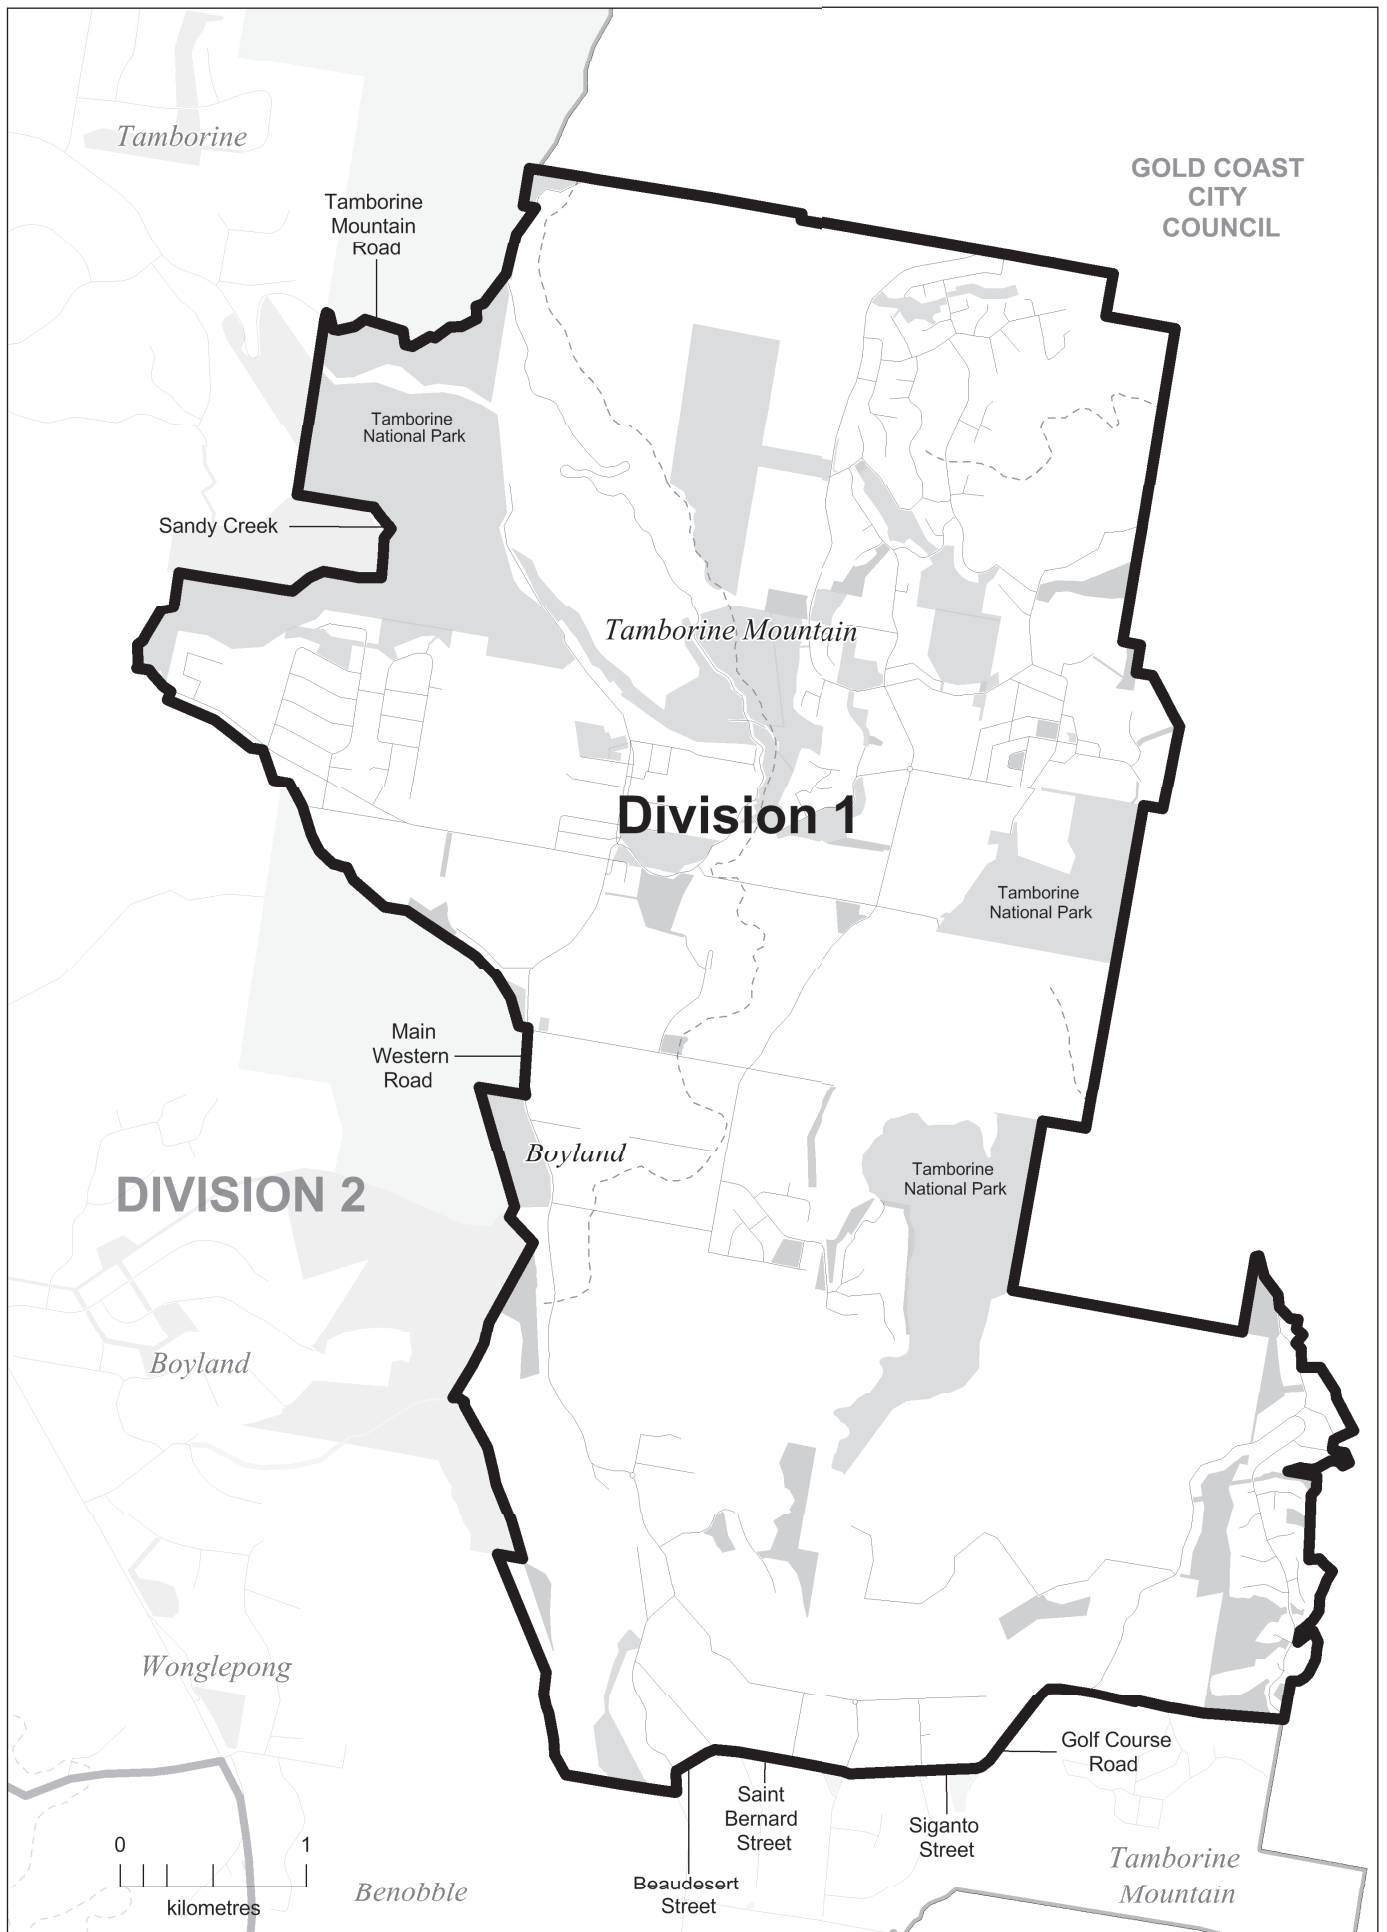 Tamborine
GOLD COAST
CITY
COUNCIL
Tamborine
Mountain
Road
Tamborine
National Park
Sandy Creek
Tamborine Mountain
Division 1
Tamborine
National Park
Main
Western
Road
Boyland
Tamborine
National Park
DIVISION 2
Boyland
Wonglepong
Golf Course
Road
Saint
Bernard
Street
Siganto
Street
Beaudesert
Street
Tamborine
Mountain
Benobble
0 1
kilometres